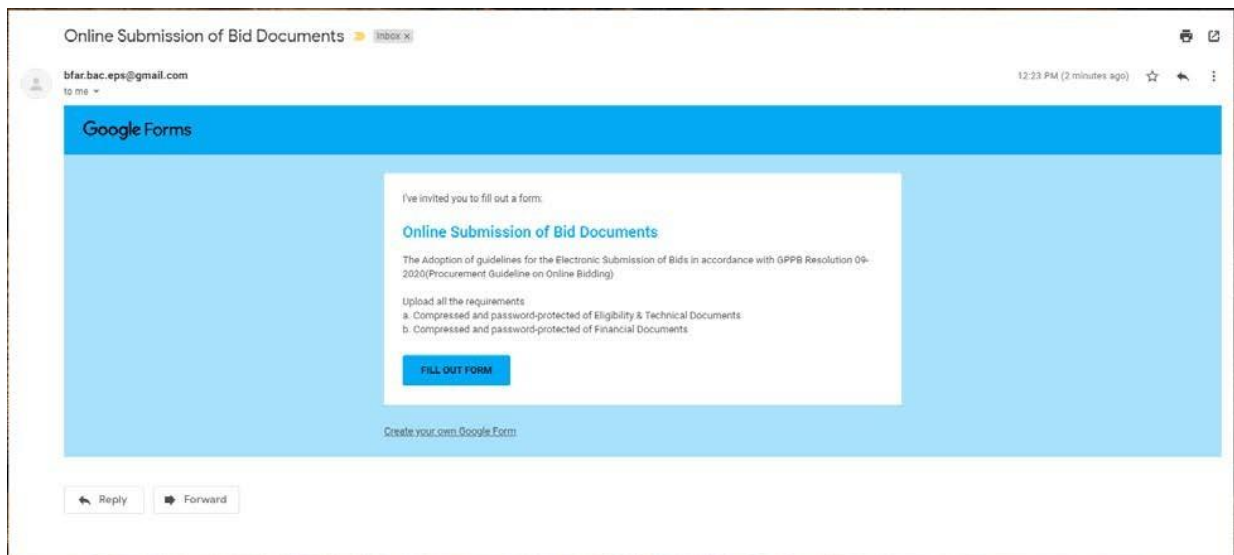 Online Submission of Bid Documents
Inbox x
bfar.bac.eps@gmail.com
12:23 PM (2 minutes ago)
to me
Google Forms
I've invited you to fill out a form:
Online Submission of Bid Documents
The Adoption of guidelines for the Electronic Submission of Bids in accordance with GPPB Resolution 09-
2020(Procurement Guideline on Online Bidding)
Upload all the requirements
a. Compressed and password-protected of Eligibility & Technical Documents
b. Compressed and password-protected of Financial Documents
FILL OUT FORM
Create your own Google Form
Reply
Forward